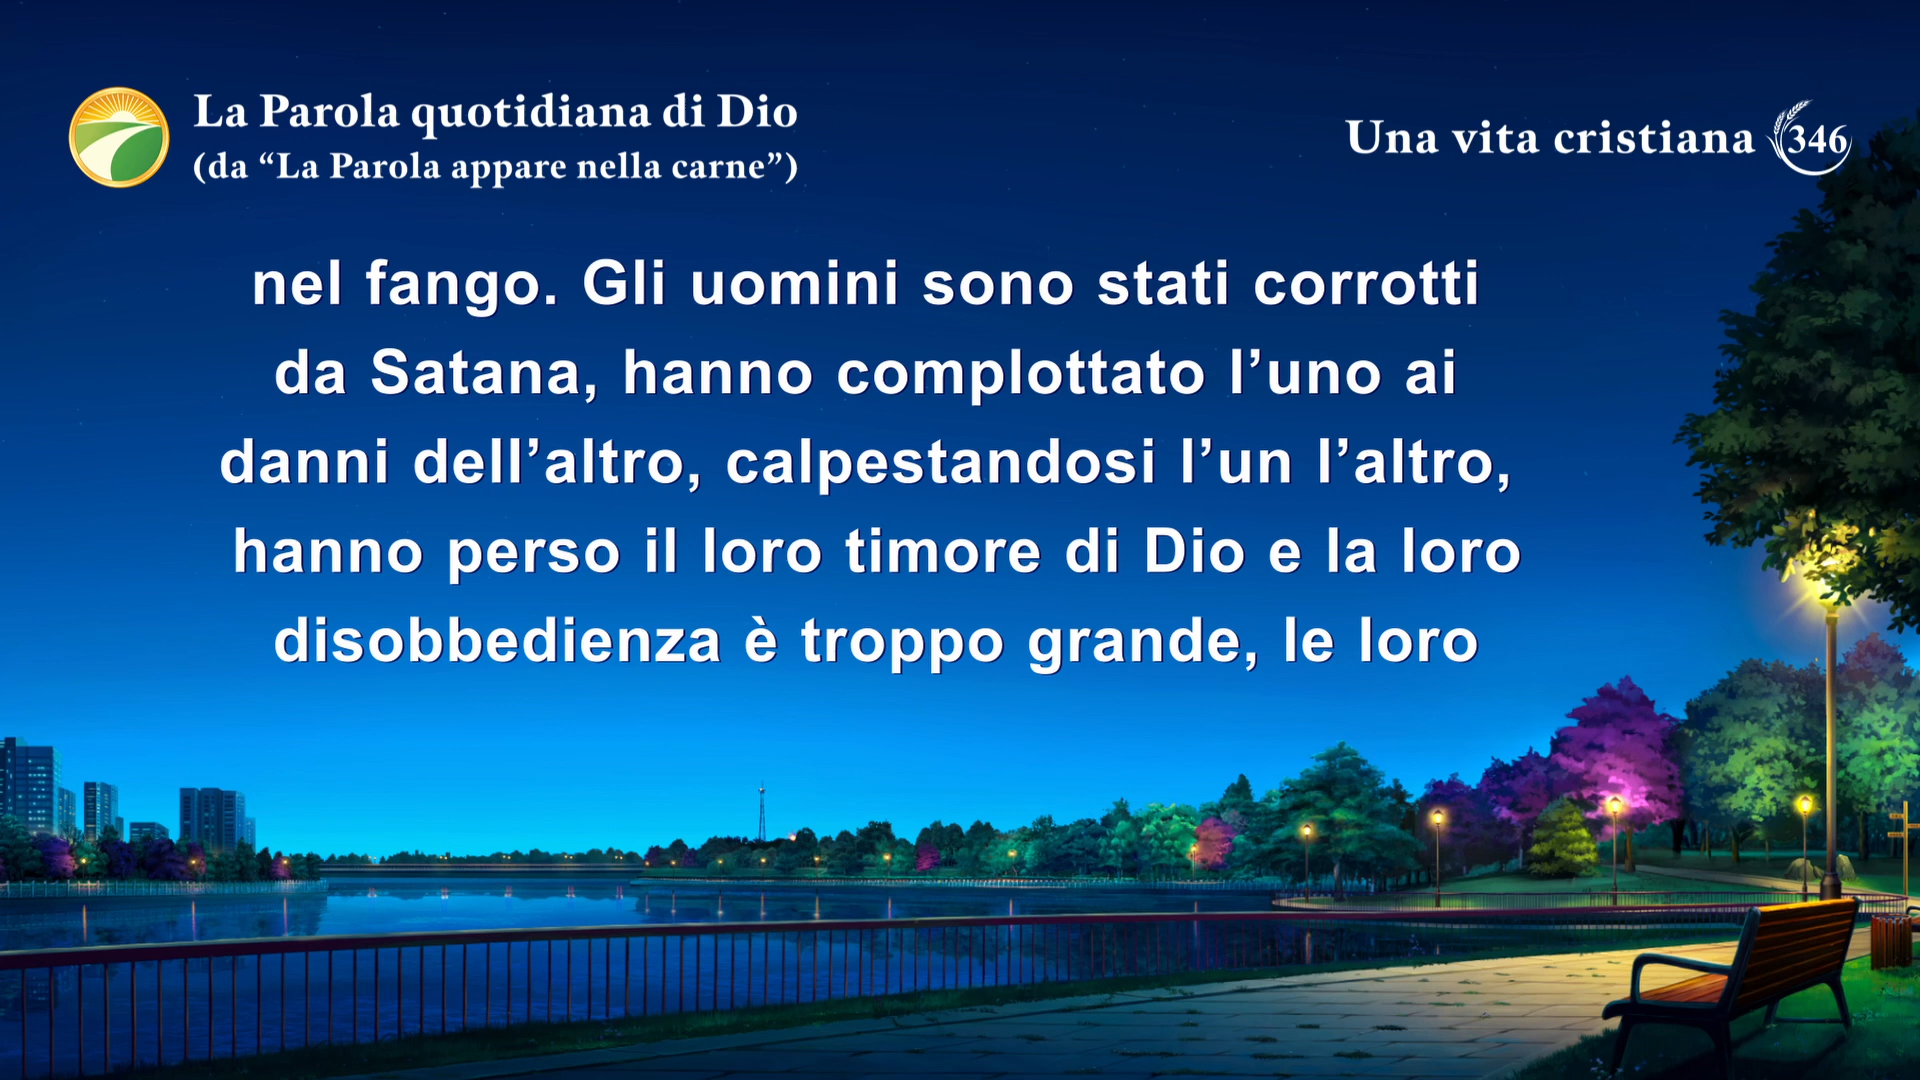 La Parola quotidiana di Dio
(da “La Parola appare nella carne”)
Una vita cristiana 346
nel fango. Gli uomini sono stati corrotti
da Satana, hanno complottato l’uno ai
danni dell’altro, calpestandosi l’un l’altro,
hanno perso il loro timore di Dio e la loro
disobbedienza è troppo grande, le loro